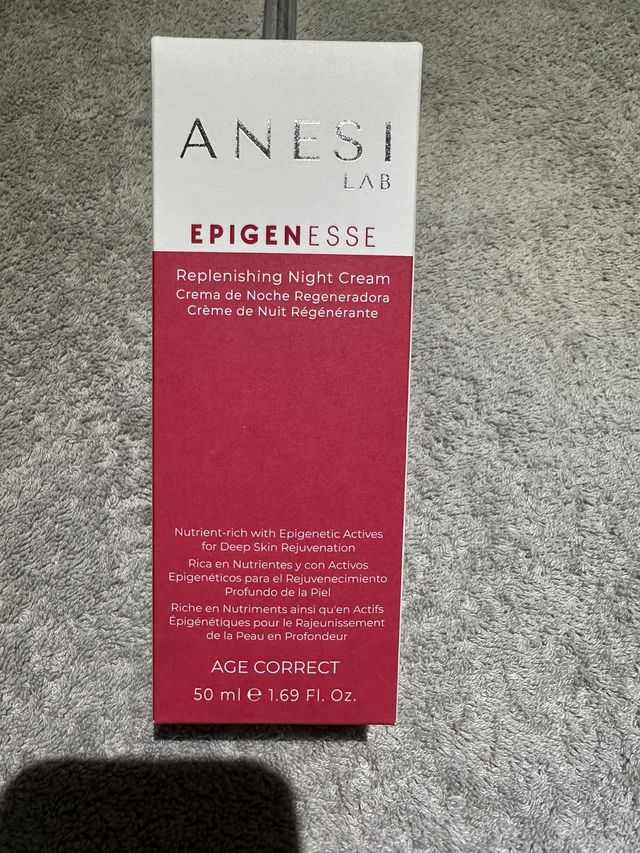 ANESI
LAB
EPIGENESSE
Replenishing Night Cream
Crema de Noche Regeneradora
Crème de Nuit Régénérante
Nutrient-rich with Epigenetic Actives
for Deep Skin Rejuvenation
Rica en Nutrientes y con Activos
Epigenéticos para el Rejuvenecimiento
Profundo de la Piel
Riche en Nutriments ainsi qu'en Actifs
Épigénétiques pour le Rajeunissement
de la Peau en Profondeur
AGE CORRECT
50 ml ℮ 1.69 Fl. Oz.